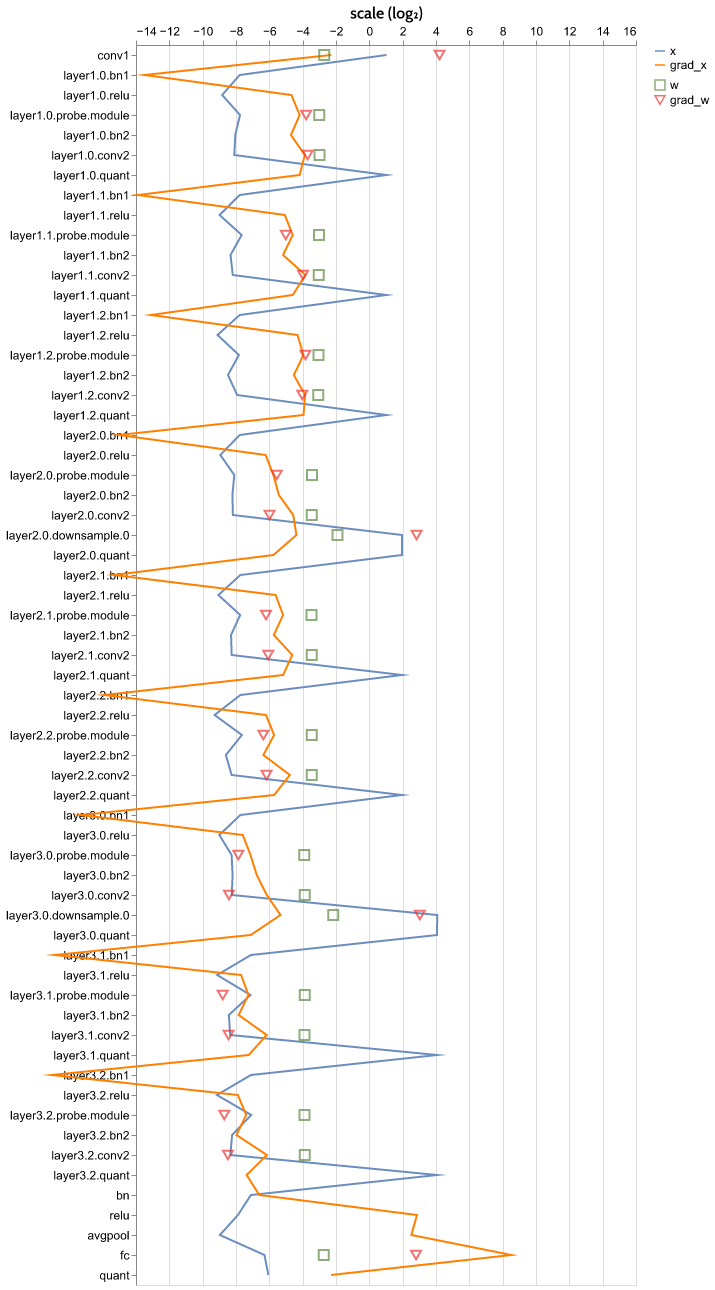 scale (log₂)
−14 −12 −10 −8 −6 −4 −2 0 2 4 6 8 10 12 14 16
x
grad_x
w
grad_w
conv1
layer1.0.bn1
layer1.0.relu
layer1.0.probe.module
layer1.0.bn2
layer1.0.conv2
layer1.0.quant
layer1.1.bn1
layer1.1.relu
layer1.1.probe.module
layer1.1.bn2
layer1.1.conv2
layer1.1.quant
layer1.2.bn1
layer1.2.relu
layer1.2.probe.module
layer1.2.bn2
layer1.2.conv2
layer1.2.quant
layer2.0.bn1
layer2.0.relu
layer2.0.probe.module
layer2.0.bn2
layer2.0.conv2
layer2.0.downsample.0
layer2.0.quant
layer2.1.bn1
layer2.1.relu
layer2.1.probe.module
layer2.1.bn2
layer2.1.conv2
layer2.1.quant
layer2.2.bn1
layer2.2.relu
layer2.2.probe.module
layer2.2.bn2
layer2.2.conv2
layer2.2.quant
layer3.0.bn1
layer3.0.relu
layer3.0.probe.module
layer3.0.bn2
layer3.0.conv2
layer3.0.downsample.0
layer3.0.quant
layer3.1.bn1
layer3.1.relu
layer3.1.probe.module
layer3.1.bn2
layer3.1.conv2
layer3.1.quant
layer3.2.bn1
layer3.2.relu
layer3.2.probe.module
layer3.2.bn2
layer3.2.conv2
layer3.2.quant
bn
relu
avgpool
fc
quant